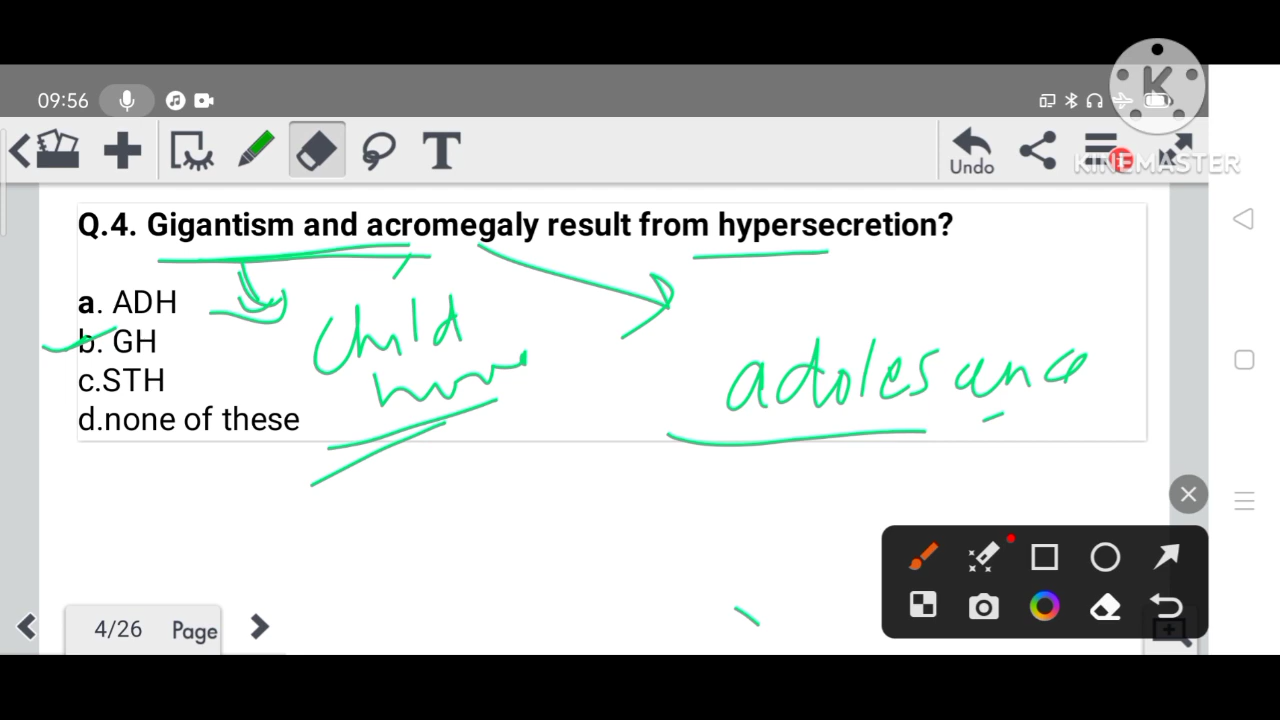 09:56
Undo
KINEMASTER
Q.4. Gigantism and acromegaly result from hypersecretion?
a. ADH
b. GH
c.STH
d.none of these
child
adolesance
4/26 Page